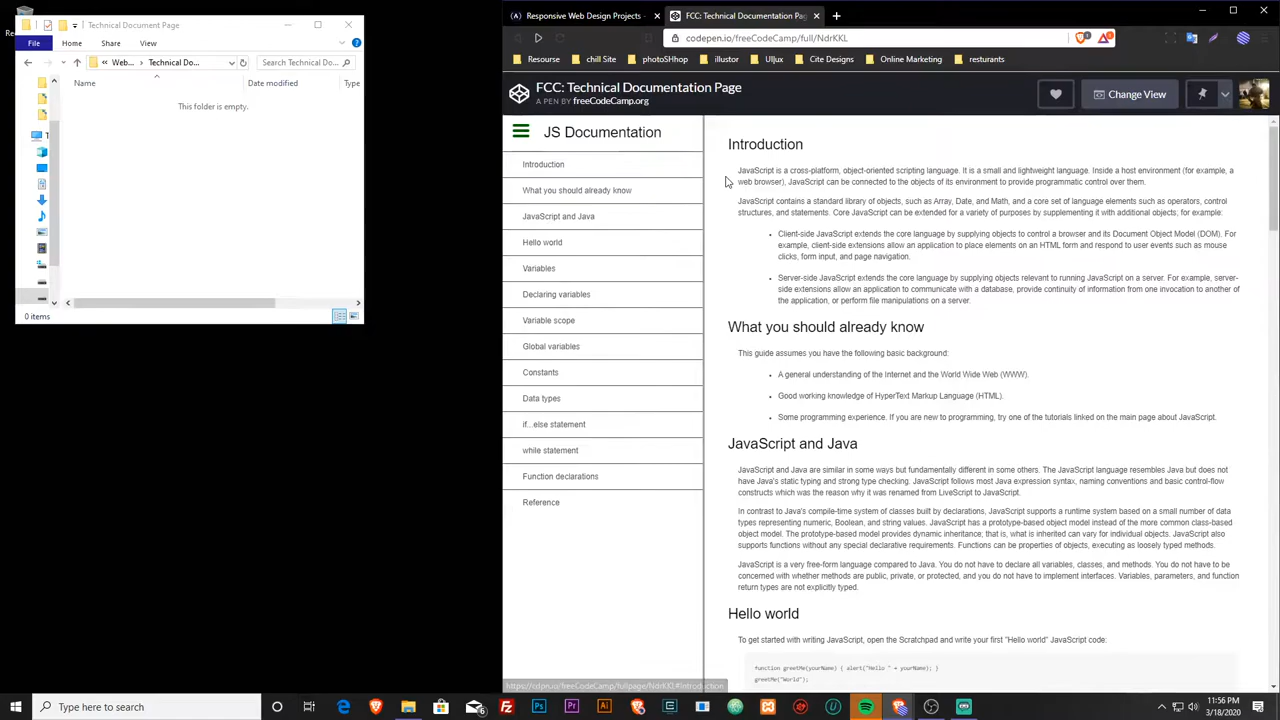 Technical Document Page
File
Home
Share
View
Web...
Technical Do...
Search Technical Do...
Name
Date modified
Type
This folder is empty.
0 items
Responsive Web Design Projects -
FCC: Technical Documentation Pag
codepen.io/freeCodeCamp/full/NdrKKL
Resources
chill Shit
photoSHhop
illustor
UIjux
Cite Designs
Online Marketing
resturants
FCC: Technical Documentation Page
A PEN BY freeCodeCamp.org
Change View
JS Documentation
Introduction
What you should already know
JavaScript and Java
Hello world
Variables
Declaring variables
Variable scope
Global variables
Constants
Data types
if...else statement
while statement
Function declarations
Reference
Introduction
JavaScript is a cross-platform, object-oriented scripting language. It is a small and lightweight language. Inside a host environment (for example, a
web browser), JavaScript can be connected to the objects of its environment to provide programmatic control over them.
JavaScript contains a standard library of objects, such as Array, Date, and Math, and a core set of language elements such as operators, control
structures, and statements. Core JavaScript can be extended for a variety of purposes by supplementing it with additional objects; for example:
• Client-side JavaScript extends the core language by supplying objects to control a browser and its Document Object Model (DOM). For
example, client-side extensions allow an application to place elements on an HTML form and respond to user events such as mouse
clicks, form input, and page navigation.
• Server-side JavaScript extends the core language by supplying objects relevant to running JavaScript on a server. For example, server-
side extensions allow an application to communicate with a database, provide continuity of information from one invocation to another of
the application, or perform file manipulations on a server.
What you should already know
This guide assumes you have the following basic background:
• A general understanding of the Internet and the World Wide Web (WWW).
• Good working knowledge of HyperText Markup Language (HTML).
• Some programming experience. If you are new to programming, try one of the tutorials linked on the main page about JavaScript.
JavaScript and Java
JavaScript and Java are similar in some ways but fundamentally different in some others. The JavaScript language resembles Java but does not
have Java's static typing and strong type checking. JavaScript follows most Java expression syntax, naming conventions and basic control-flow
constructs which was the reason why it was renamed from LiveScript to JavaScript.
In contrast to Java's compile-time system of classes built by declarations, JavaScript supports a runtime system based on a small number of data
types representing numeric, Boolean, and string values. JavaScript has a prototype-based object model instead of the more common class-based
object model. The prototype-based model provides dynamic inheritance; that is, what is inherited can vary for individual objects. JavaScript also
supports functions without any special declarative requirements. Functions can be properties of objects, executing as loosely typed methods.
JavaScript is a very free-form language compared to Java. You do not have to declare all variables, classes, and methods. You do not have to be
concerned with whether methods are public, private, or protected, and you do not have to implement interfaces. Variables, parameters, and function
return types are not explicitly typed.
Hello world
To get started with writing JavaScript, open the Scratchpad and write your first "Hello world" JavaScript code:
function greetMe(yourName) { alert("Hello " + yourName); }
greetMe("World");
https://cdpn.io/freeCodeCamp/fullpage/NdrKKL#Introduction
Type here to search
11:56 PM
3/18/2020